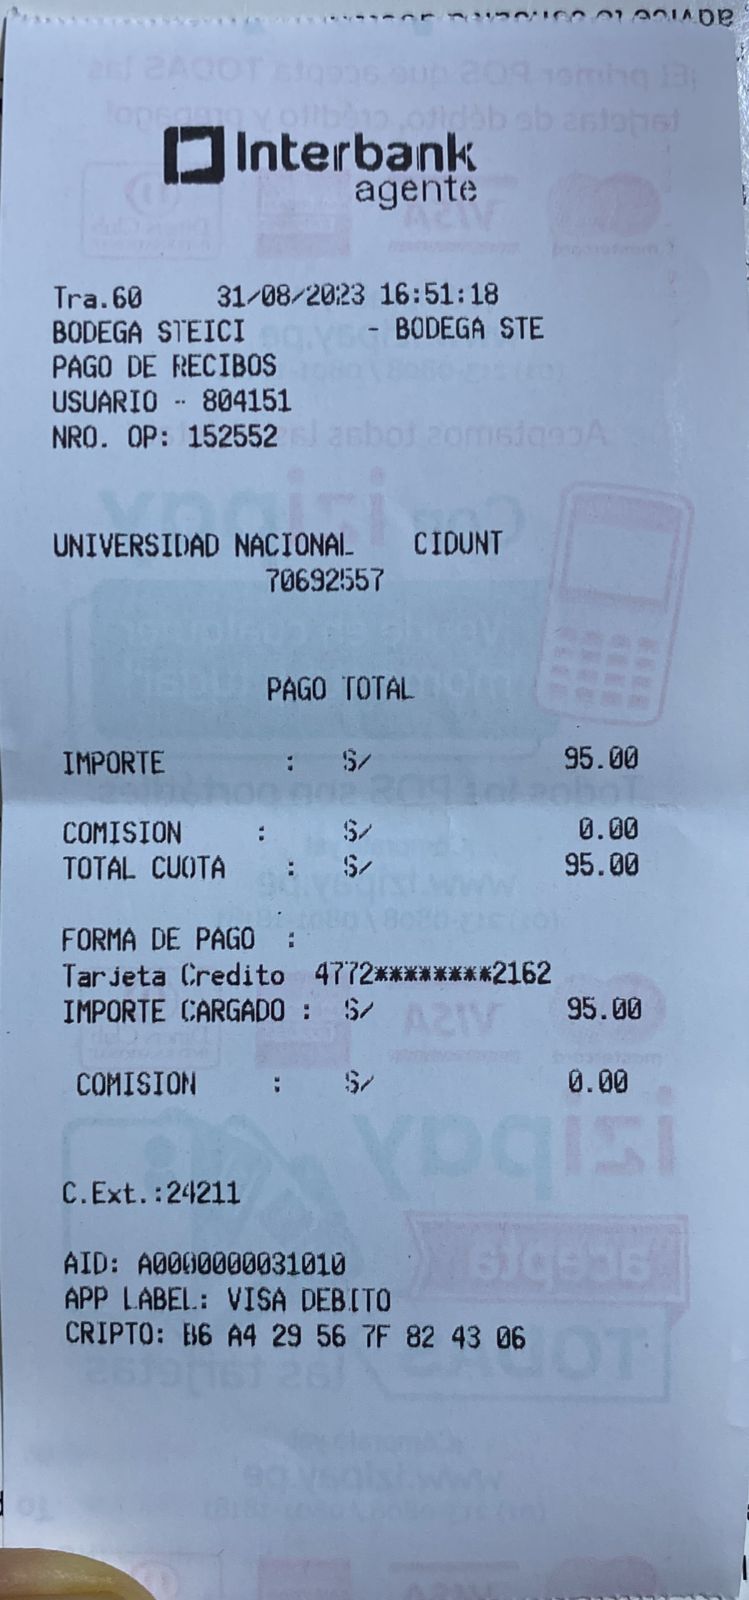 Interbank
agente
Tra.60 31/08/2023 16:51:18
BODEGA STEICI - BODEGA STE
PAGO DE RECIBOS
USUARIO - 804151
NRO. OP: 152552
UNIVERSIDAD NACIONAL CIDUNT
70692557
PAGO TOTAL
IMPORTE : S/ 95.00
COMISION : S/ 0.00
TOTAL CUOTA : S/ 95.00
FORMA DE PAGO :
Tarjeta Credito 4772********2162
IMPORTE CARGADO : S/ 95.00
COMISION : S/ 0.00
C.Ext.:24211
AID: A0000000031010
APP LABEL: VISA DEBITO
CRIPTO: B6 A4 29 56 7F 82 43 06